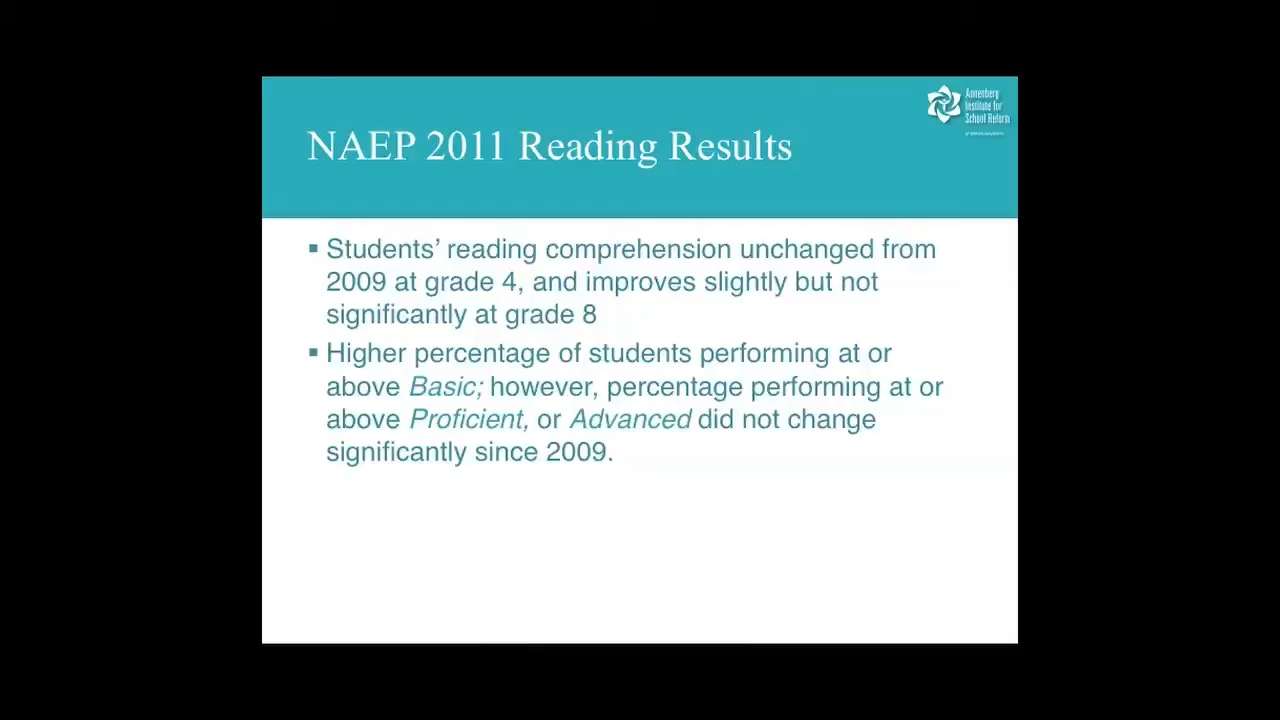 Annenberg
Institute for
School Reform
NAEP 2011 Reading Results
▪ Students’ reading comprehension unchanged from
2009 at grade 4, and improves slightly but not
significantly at grade 8
▪ Higher percentage of students performing at or
above Basic; however, percentage performing at or
above Proficient, or Advanced did not change
significantly since 2009.